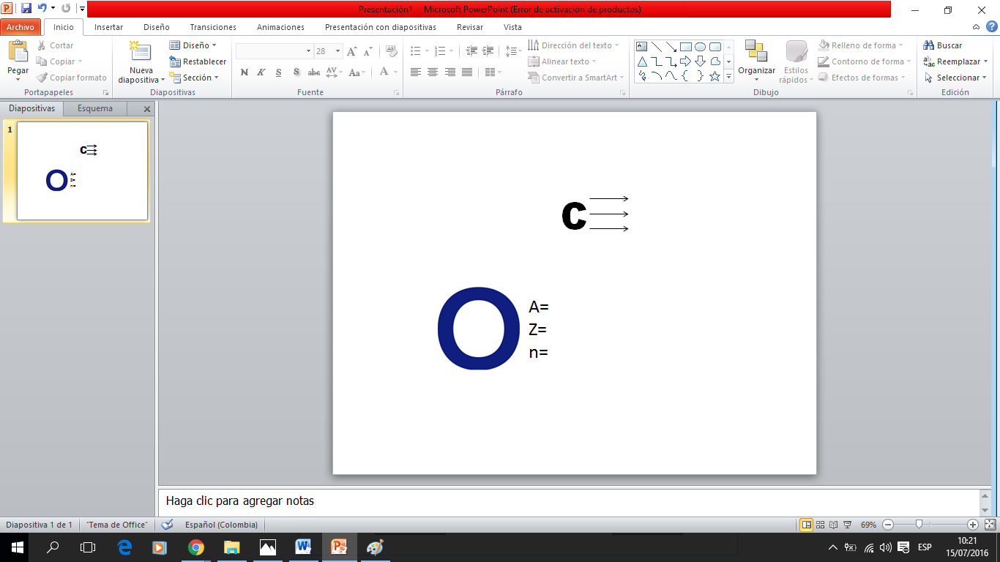 Presentación1 - Microsoft PowerPoint (Error de activación de productos)
Archivo Inicio Insertar Diseño Transiciones Animaciones Presentación con diapositivas Revisar Vista
Pegar
Cortar
Copiar
Copiar formato
Portapapeles
Nueva diapositiva
Diseño
Restablecer
Sección
Diapositivas
28
N K S S abc AV Aa A
Fuente
Dirección del texto
Alinear texto
Convertir a SmartArt
Párrafo
Organizar
Estilos rápidos
Relleno de forma
Contorno de forma
Efectos de formas
Dibujo
Buscar
Reemplazar
Seleccionar
Edición
Diapositivas Esquema
1
C
O
A=
Z=
n=
C
O
A=
Z=
n=
Haga clic para agregar notas
Diapositiva 1 de 1 "Tema de Office" Español (Colombia) 69%
ESP
10:21
15/07/2016